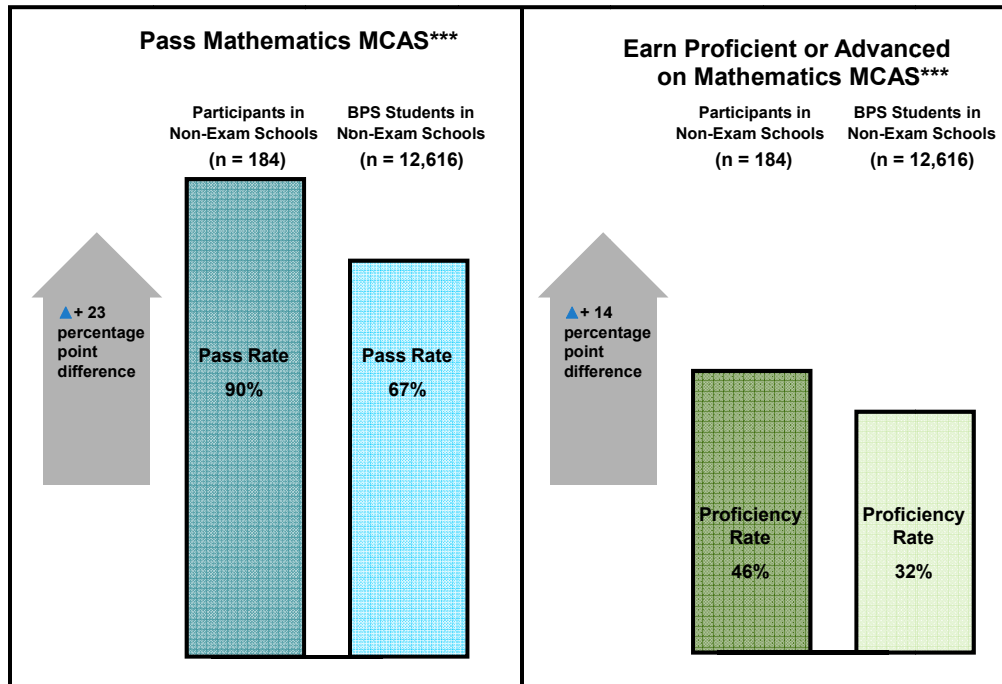 Pass Mathematics MCAS***
Participants in
Non-Exam Schools
(n = 184)
BPS Students in
Non-Exam Schools
(n = 12,616)
+ 23
percentage
point
difference
Pass Rate
90%
Pass Rate
67%
Earn Proficient or Advanced
on Mathematics MCAS***
Participants in
Non-Exam Schools
(n = 184)
BPS Students in
Non-Exam Schools
(n = 12,616)
+ 14
percentage
point
difference
Proficiency
Rate
46%
Proficiency
Rate
32%